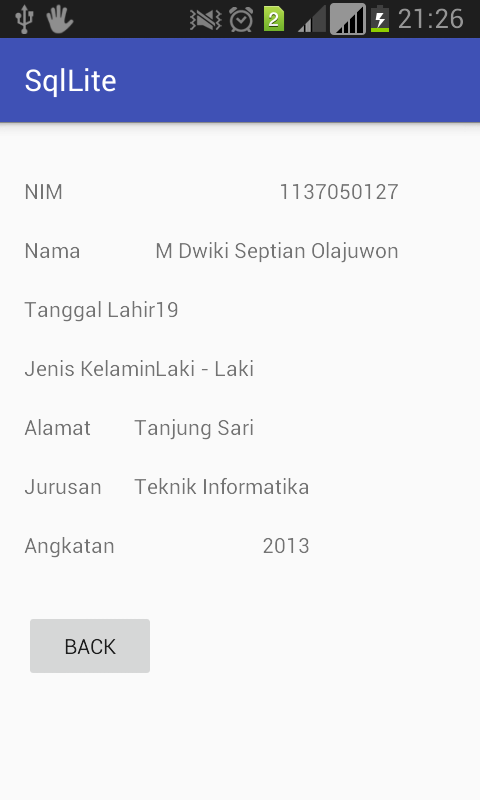 2 21:26
SqlLite
NIM 1137050127
Nama M Dwiki Septian Olajuwon
Tanggal Lahir19
Jenis KelaminLaki - Laki
Alamat Tanjung Sari
Jurusan Teknik Informatika
Angkatan 2013
BACK